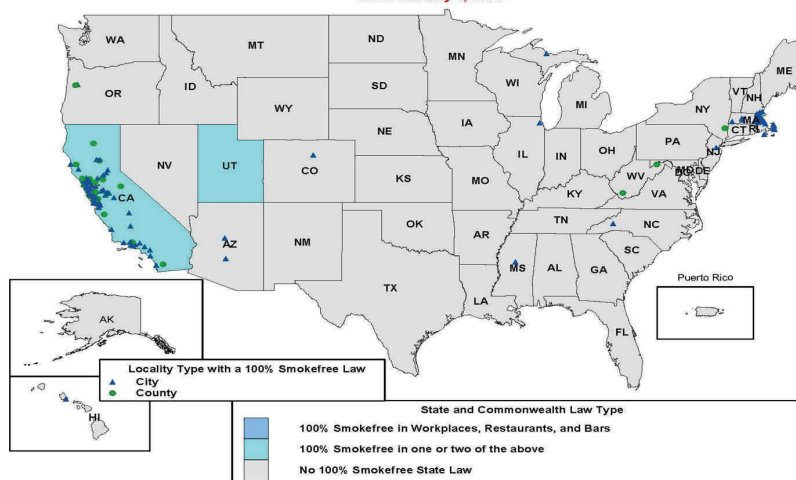 WA
MT
ND
MN
ME
OR
ID
WY
SD
WI
MI
NY
VT
NH
MA
CT
RI
NV
UT
CO
NE
IA
IL
IN
OH
PA
NJ
CA
KS
MO
KY
WV
VA
MD
DE
AZ
NM
OK
AR
TN
NC
SC
TX
LA
MS
AL
GA
FL
Puerto Rico
AK
HI
Locality Type with a 100% Smokefree Law
City
County
State and Commonwealth Law Type
100% Smokefree in Workplaces, Restaurants, and Bars
100% Smokefree in one or two of the above
No 100% Smokefree State Law